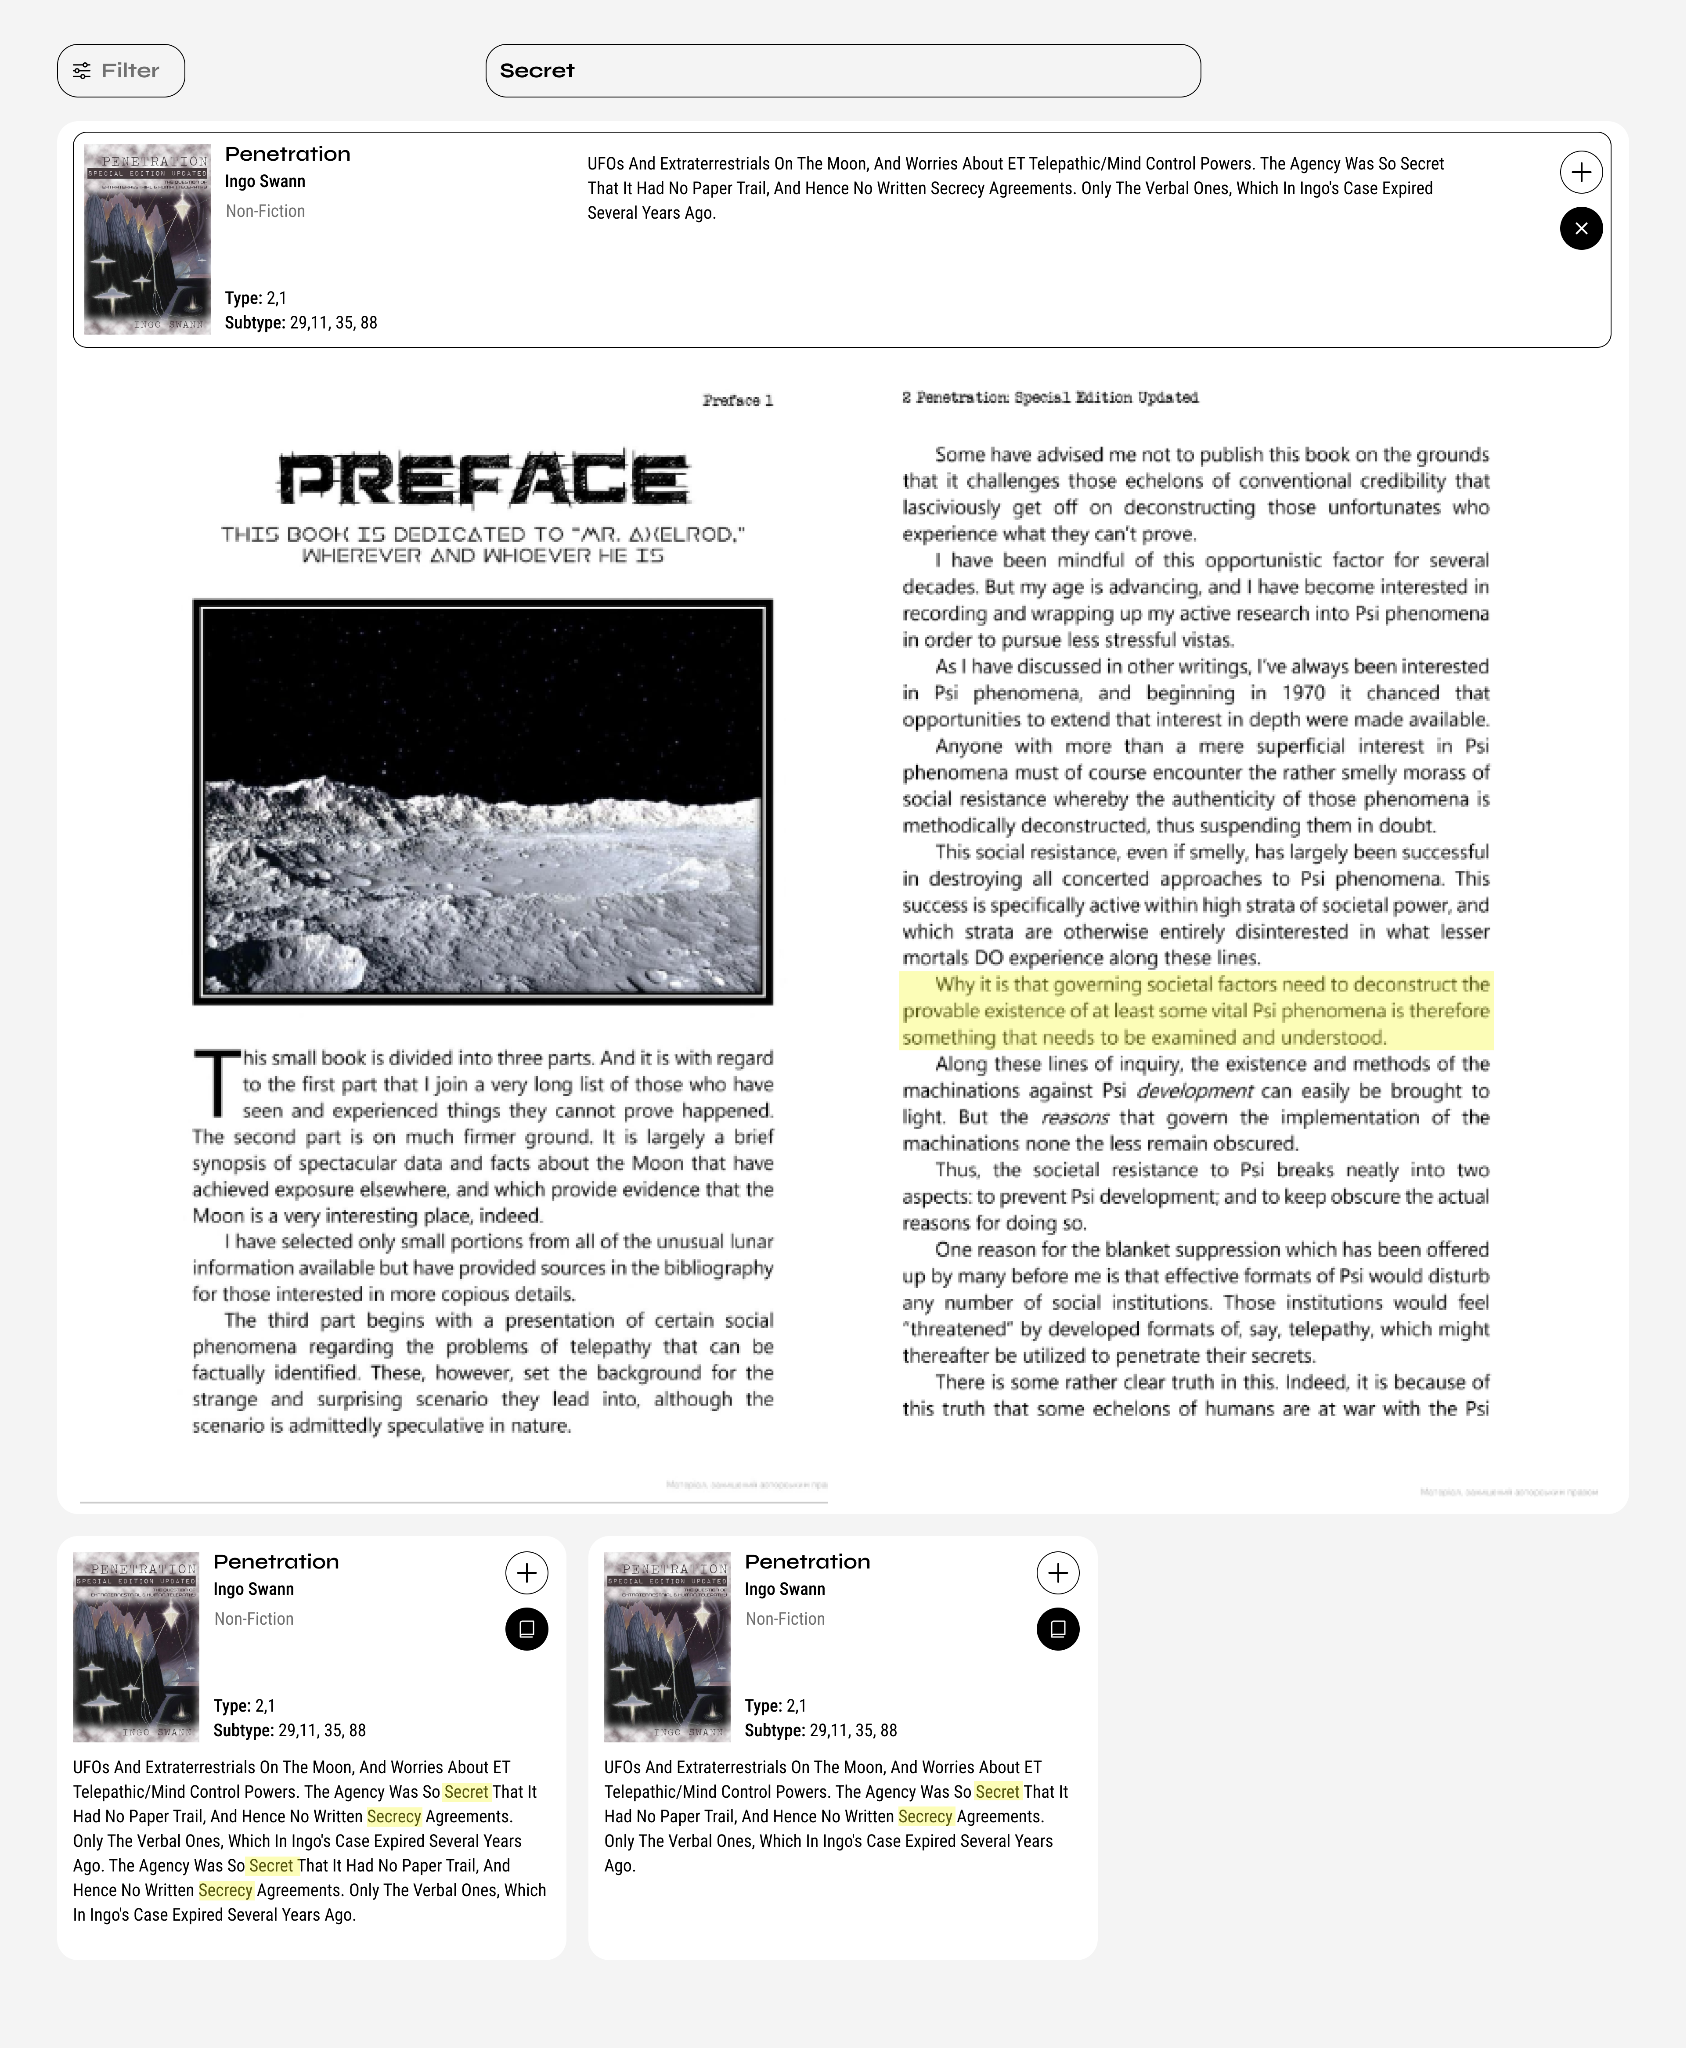 Filter
Secret
PENETRATION
SPECIAL EDITION UPDATED
INGO SWANN
Penetration
Ingo Swann
Non-Fiction
Type: 2,1
Subtype: 29,11, 35, 88
UFOs And Extraterrestrials On The Moon, And Worries About ET Telepathic/Mind Control Powers. The Agency Was So Secret
That It Had No Paper Trail, And Hence No Written Secrecy Agreements. Only The Verbal Ones, Which In Ingo's Case Expired
Several Years Ago.
Preface 1
PREFACE
THIS BOOK IS DEDICATED TO "MR. AXELROD,"
WHEREVER AND WHOEVER HE IS
This small book is divided into three parts. And it is with regard
to the first part that I join a very long list of those who have
seen and experienced things they cannot prove happened.
The second part is on much firmer ground. It is largely a brief
synopsis of spectacular data and facts about the Moon that have
achieved exposure elsewhere, and which provide evidence that the
Moon is a very interesting place, indeed.
I have selected only small portions from all of the unusual lunar
information available but have provided sources in the bibliography
for those interested in more copious details.
The third part begins with a presentation of certain social
phenomena regarding the problems of telepathy that can be
factually identified. These, however, set the background for the
strange and surprising scenario they lead into, although the
scenario is admittedly speculative in nature.
Матеріал, захищений авторським пра
2 Penetration: Special Edition Updated
Some have advised me not to publish this book on the grounds
that it challenges those echelons of conventional credibility that
lasciviously get off on deconstructing those unfortunates who
experience what they can't prove.
I have been mindful of this opportunistic factor for several
decades. But my age is advancing, and I have become interested in
recording and wrapping up my active research into Psi phenomena
in order to pursue less stressful vistas.
As I have discussed in other writings, I've always been interested
in Psi phenomena, and beginning in 1970 it chanced that
opportunities to extend that interest in depth were made available.
Anyone with more than a mere superficial interest in Psi
phenomena must of course encounter the rather smelly morass of
social resistance whereby the authenticity of those phenomena is
methodically deconstructed, thus suspending them in doubt.
This social resistance, even if smelly, has largely been successful
in destroying all concerted approaches to Psi phenomena. This
success is specifically active within high strata of societal power, and
which strata are otherwise entirely disinterested in what lesser
mortals DO experience along these lines.
Why it is that governing societal factors need to deconstruct the
provable existence of at least some vital Psi phenomena is therefore
something that needs to be examined and understood.
Along these lines of inquiry, the existence and methods of the
machinations against Psi development can easily be brought to
light. But the reasons that govern the implementation of the
machinations none the less remain obscured.
Thus, the societal resistance to Psi breaks neatly into two
aspects: to prevent Psi development; and to keep obscure the actual
reasons for doing so.
One reason for the blanket suppression which has been offered
up by many before me is that effective formats of Psi would disturb
any number of social institutions. Those institutions would feel
"threatened" by developed formats of, say, telepathy, which might
thereafter be utilized to penetrate their secrets.
There is some rather clear truth in this. Indeed, it is because of
this truth that some echelons of humans are at war with the Psi
Матеріал, захищений авторським правом
PENETRATION
SPECIAL EDITION UPDATED
INGO SWANN
Penetration
Ingo Swann
Non-Fiction
Type: 2,1
Subtype: 29,11, 35, 88
UFOs And Extraterrestrials On The Moon, And Worries About ET
Telepathic/Mind Control Powers. The Agency Was So Secret That It
Had No Paper Trail, And Hence No Written Secrecy Agreements.
Only The Verbal Ones, Which In Ingo's Case Expired Several Years
Ago. The Agency Was So Secret That It Had No Paper Trail, And
Hence No Written Secrecy Agreements. Only The Verbal Ones, Which
In Ingo's Case Expired Several Years Ago.
PENETRATION
SPECIAL EDITION UPDATED
INGO SWANN
Penetration
Ingo Swann
Non-Fiction
Type: 2,1
Subtype: 29,11, 35, 88
UFOs And Extraterrestrials On The Moon, And Worries About ET
Telepathic/Mind Control Powers. The Agency Was So Secret That It
Had No Paper Trail, And Hence No Written Secrecy Agreements.
Only The Verbal Ones, Which In Ingo's Case Expired Several Years
Ago.